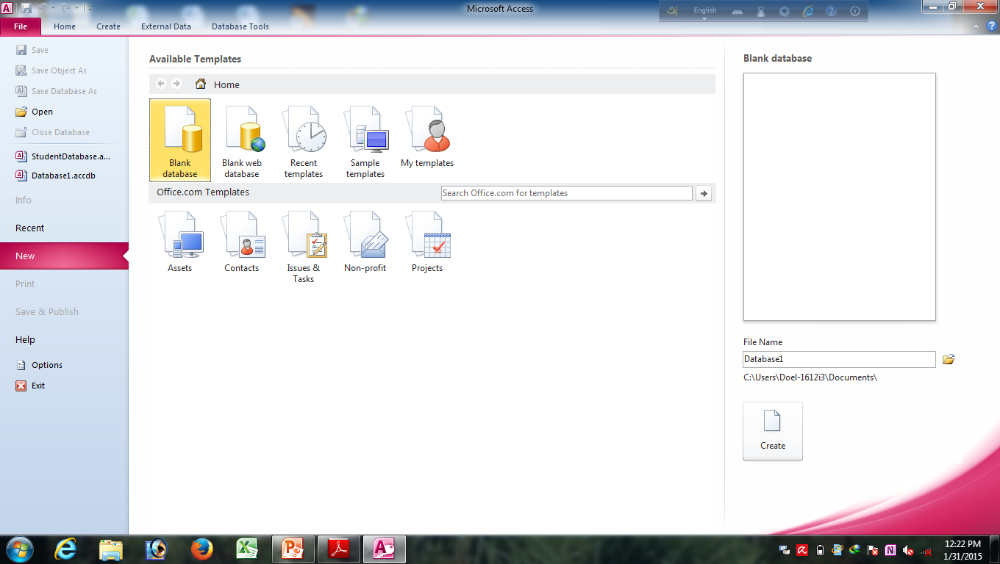 Microsoft Access
English
File
Home
Create
External Data
Database Tools
Save
Save Object As
Save Database As
Open
Close Database
StudentDatabase.a...
Database1.accdb
Info
Recent
New
Print
Save & Publish
Help
Options
Exit
Available Templates
Home
Blank
database
Blank web
database
Recent
templates
Sample
templates
My templates
Office.com Templates
Search Office.com for templates
Assets
Contacts
Issues &
Tasks
Non-profit
Projects
Blank database
File Name
Database1
C:\Users\Doel-1612i3\Documents\
Create
12:22 PM
1/31/2015